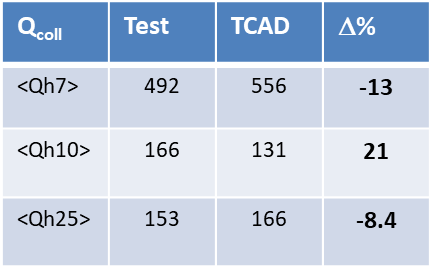 Qcoll Test TCAD Δ%
<Qh7> 492 556 -13
<Qh10> 166 131 21
<Qh25> 153 166 -8.4